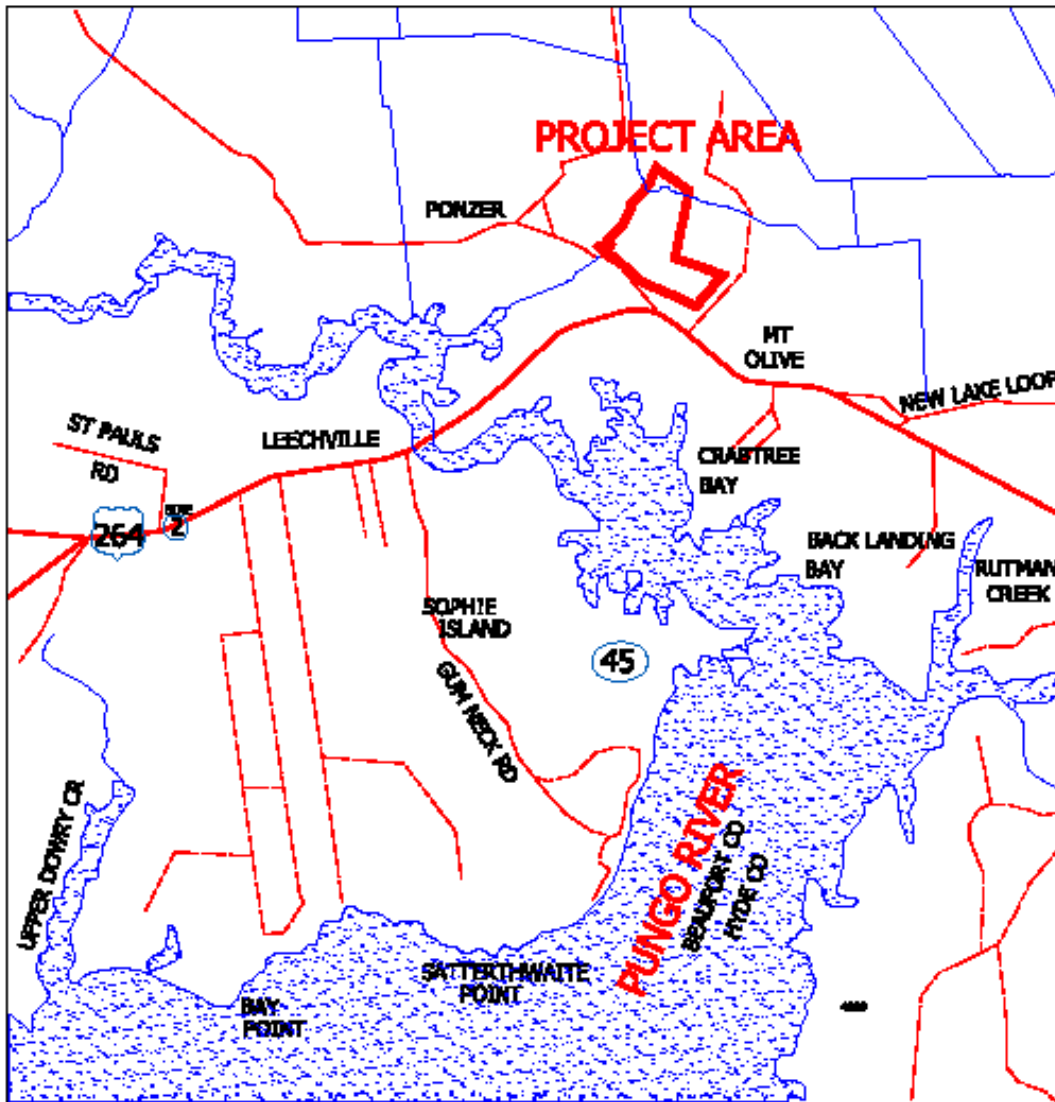 PROJECT AREA
PONZER
MT
OLIVE
NEW LAKE LOOP
ST PAULS
RD
LEECHVILLE
CRABTREE
BAY
264
2
BACK LANDING
BAY
RUTMAN
CREEK
SOPHIE
ISLAND
45
GUM NECK RD
UPPER DOWRY CR
PUNGO RIVER
BEAUFORT CO
HYDE CO
SATTERTHWAITE
POINT
BAY
POINT